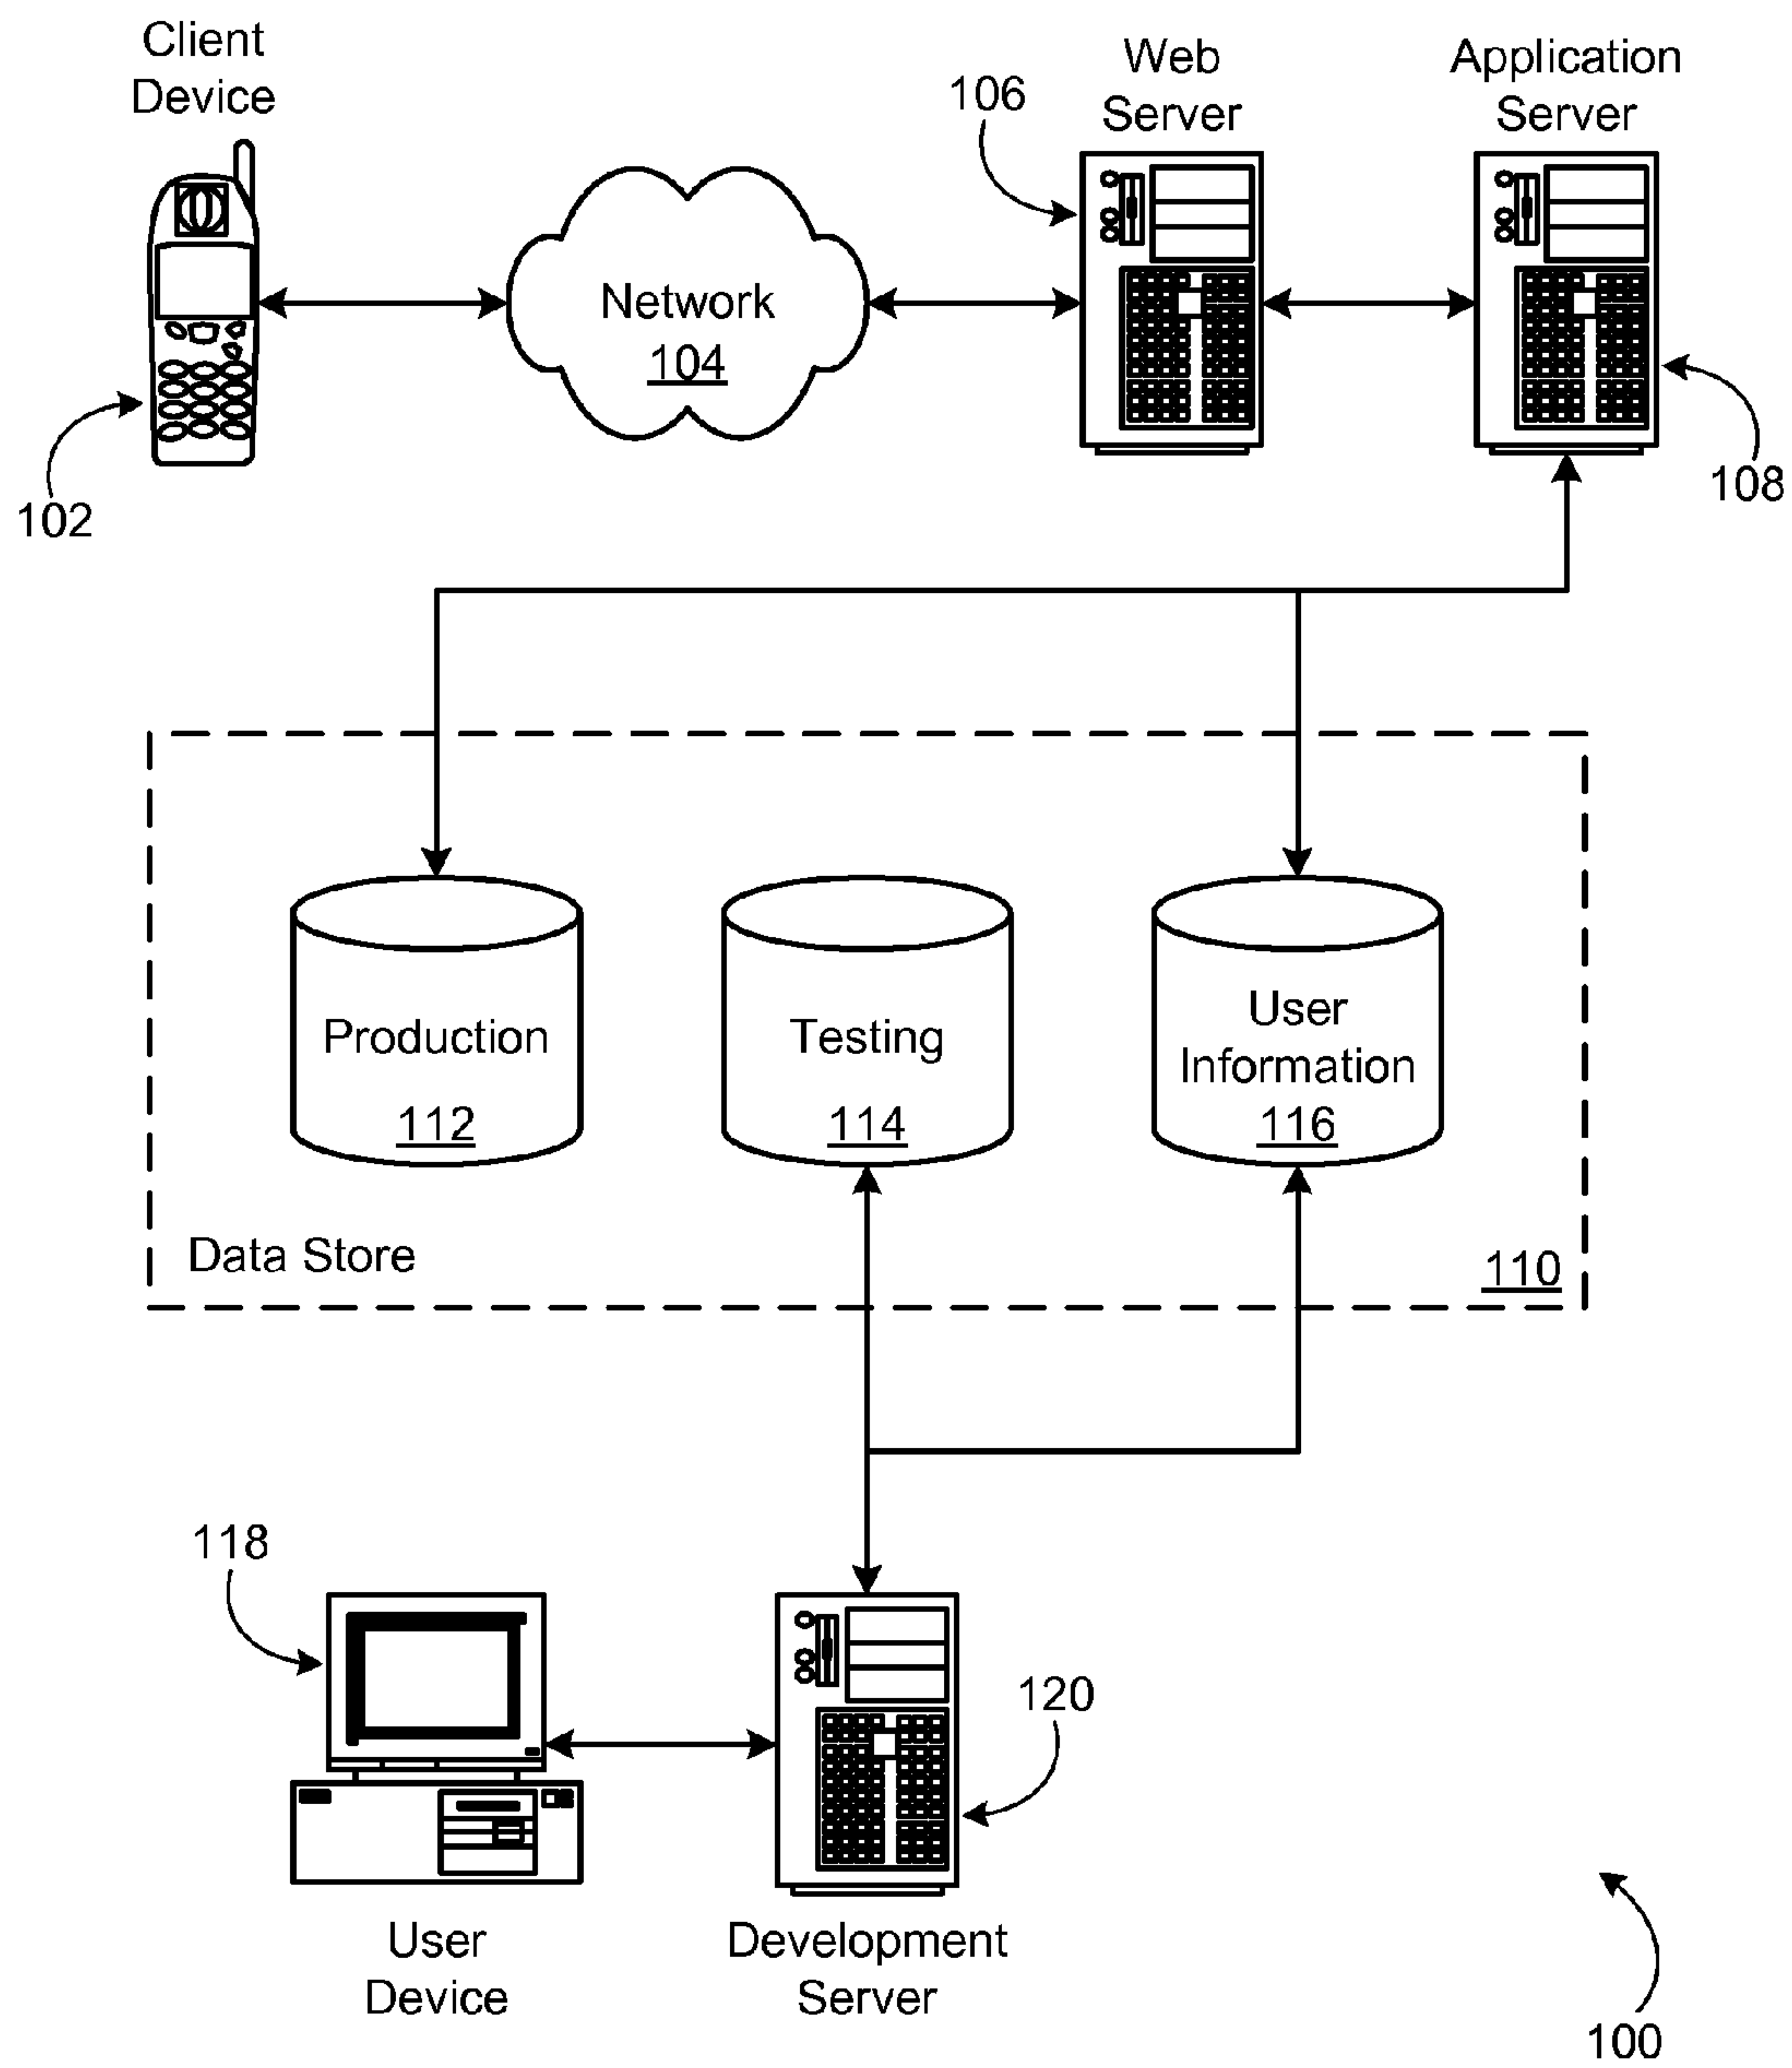 Client
Device
Web
Server
Application
Server
106
Network
104
102
108
Production
112
Testing
114
User
Information
116
Data Store
110
118
120
User
Device
Development
Server
100